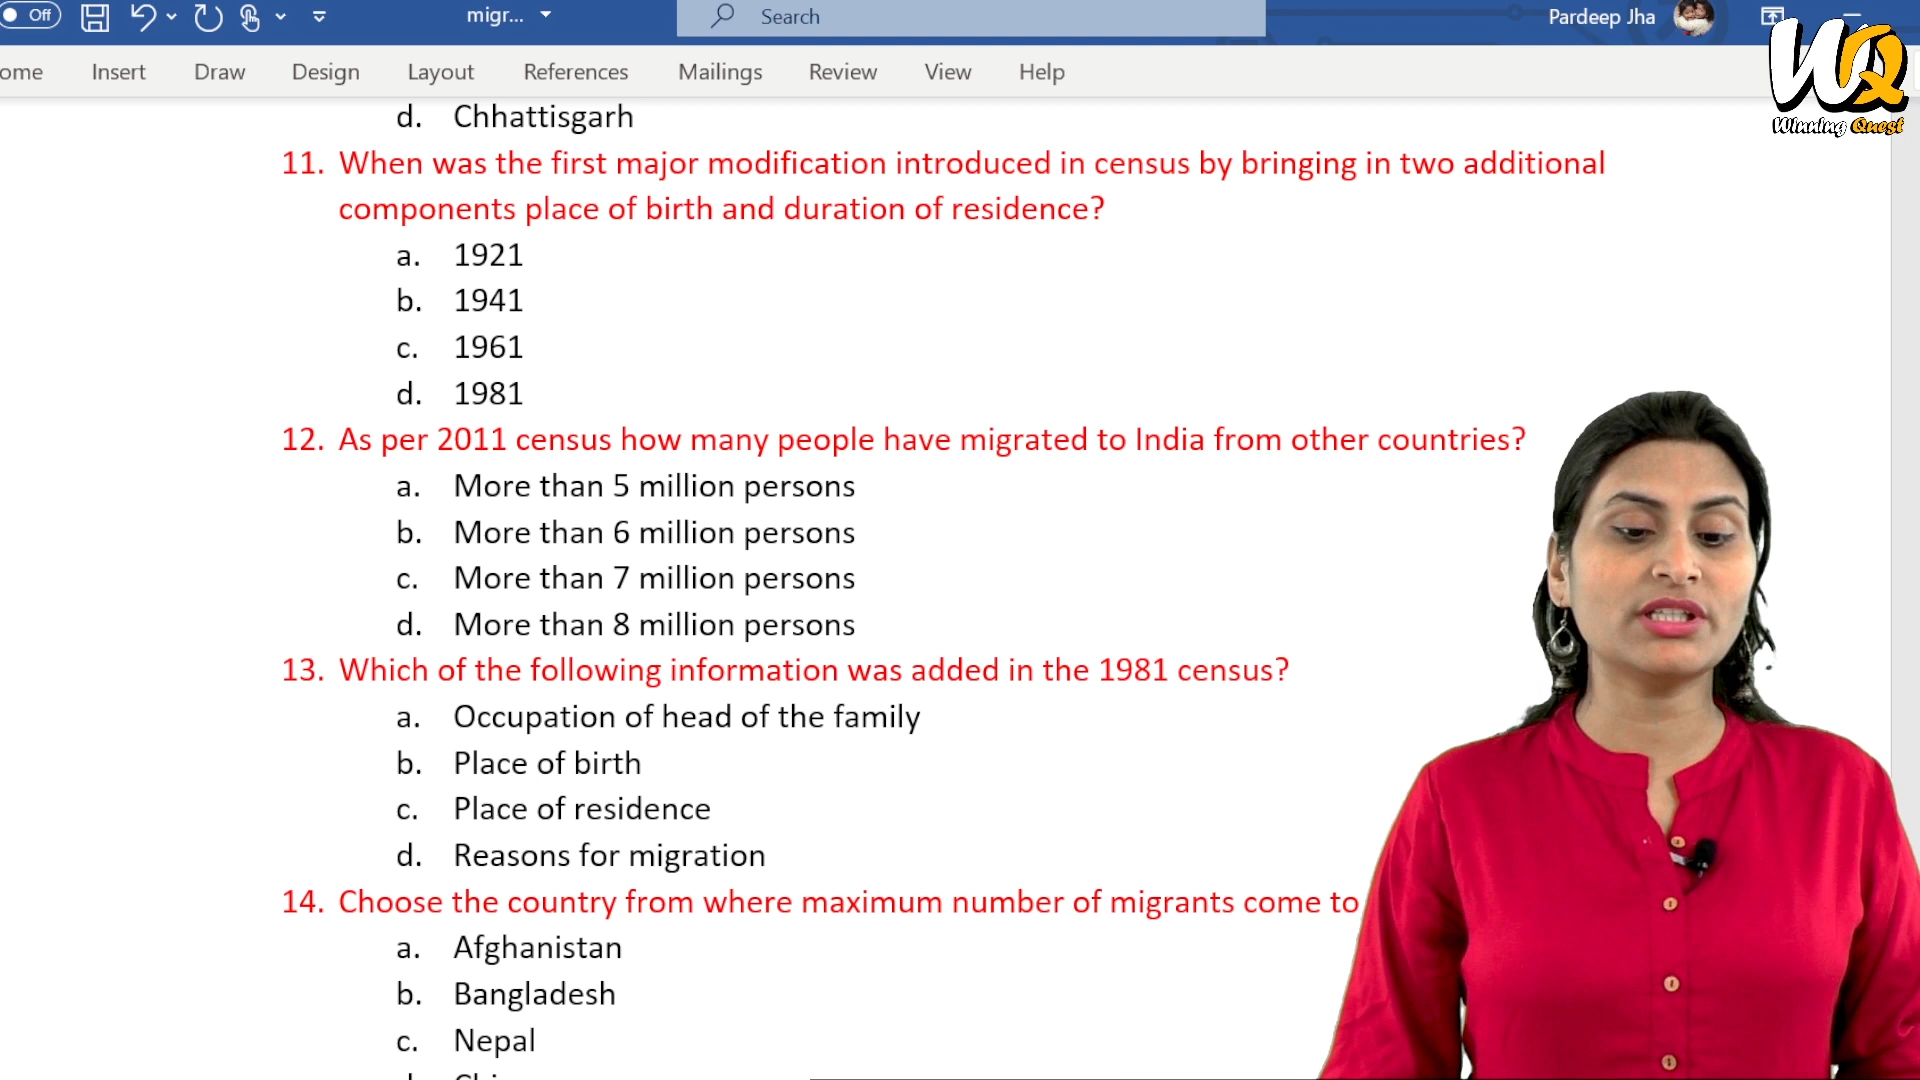 Off
migr...
Search
Pardeep Jha
ome
Insert
Draw
Design
Layout
References
Mailings
Review
View
Help
WQ
Winning Quest
d. Chhattisgarh
11. When was the first major modification introduced in census by bringing in two additional
components place of birth and duration of residence?
a. 1921
b. 1941
c. 1961
d. 1981
12. As per 2011 census how many people have migrated to India from other countries?
a. More than 5 million persons
b. More than 6 million persons
c. More than 7 million persons
d. More than 8 million persons
13. Which of the following information was added in the 1981 census?
a. Occupation of head of the family
b. Place of birth
c. Place of residence
d. Reasons for migration
14. Choose the country from where maximum number of migrants come to
a. Afghanistan
b. Bangladesh
c. Nepal